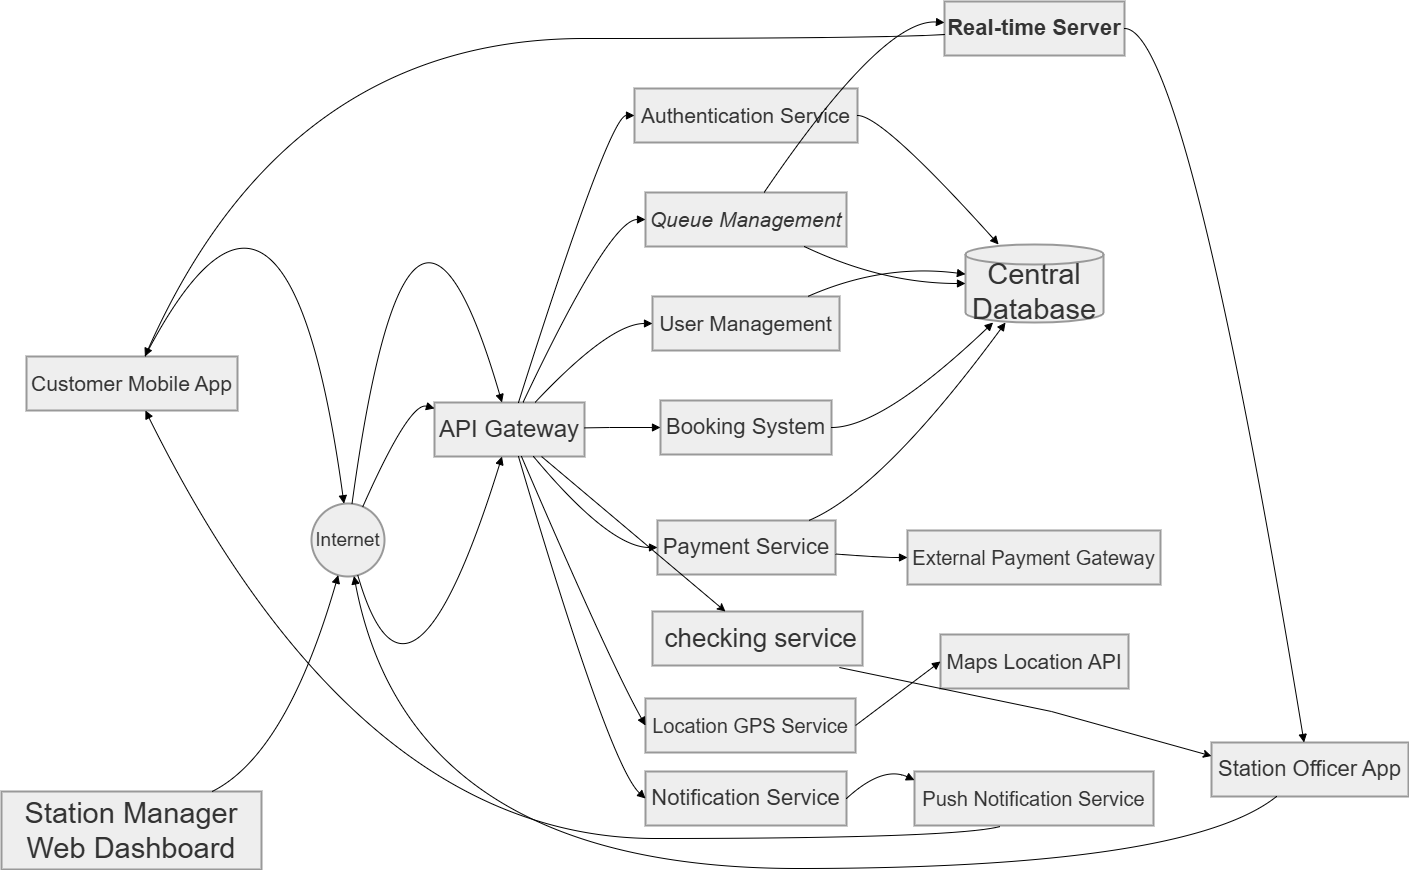 Real-time Server
Authentication Service
Queue Management
Central
Database
User Management
Customer Mobile App
API Gateway
Booking System
Internet
Payment Service
External Payment Gateway
checking service
Maps Location API
Location GPS Service
Station Officer App
Notification Service
Push Notification Service
Station Manager
Web Dashboard